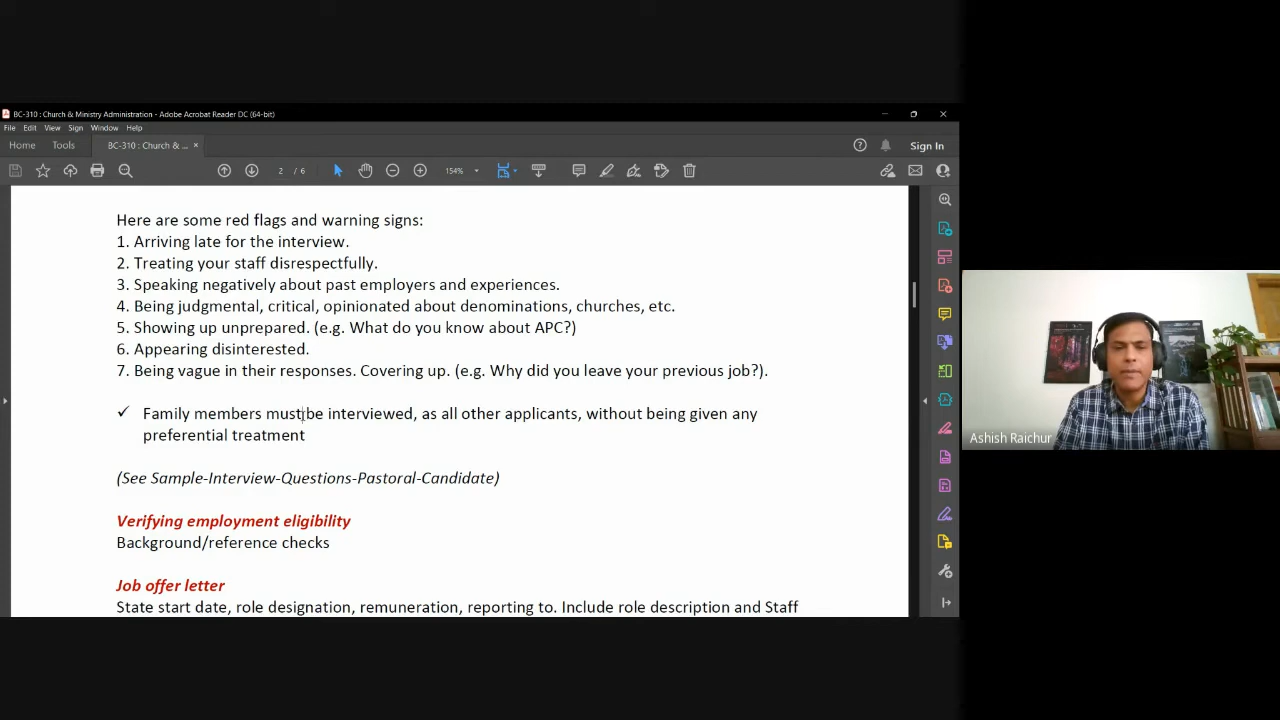 BC-310 : Church & Ministry Administration - Adobe Acrobat Reader DC (64-bit)
File Edit View Sign Window Help
Home Tools BC-310 : Church & ... × Sign In
2 / 6 154%
Here are some red flags and warning signs:
1. Arriving late for the interview.
2. Treating your staff disrespectfully.
3. Speaking negatively about past employers and experiences.
4. Being judgmental, critical, opinionated about denominations, churches, etc.
5. Showing up unprepared. (e.g. What do you know about APC?)
6. Appearing disinterested.
7. Being vague in their responses. Covering up. (e.g. Why did you leave your previous job?).
✓ Family members must be interviewed, as all other applicants, without being given any
preferential treatment
(See Sample-Interview-Questions-Pastoral-Candidate)
Verifying employment eligibility
Background/reference checks
Job offer letter
State start date, role designation, remuneration, reporting to. Include role description and Staff
Ashish Raichur